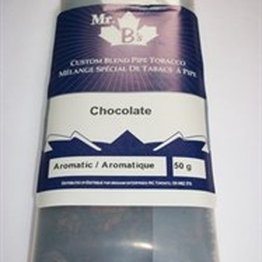 Mr.
B's
Custom Blend Pipe Tobacco
Mélange Spécial De Tabacs À Pipe
Chocolate
Aromatic / Aromatique
50 g